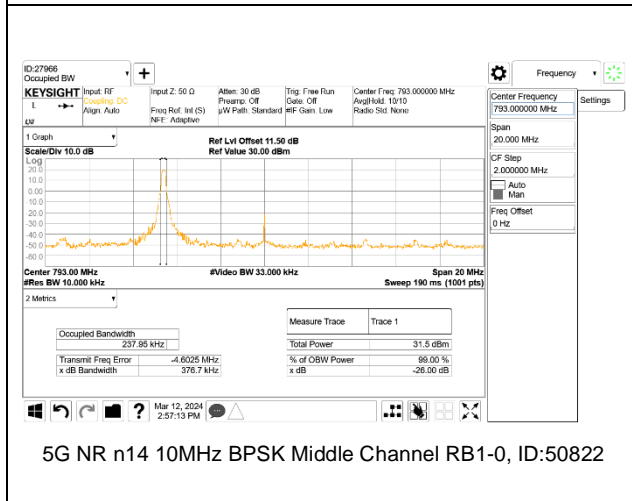 ID:27966
Occupied BW
Frequency
KEYSIGHT Input: RF Input Z: 50 Ω Atten: 30 dB Trig: Free Run Center Freq: 793.000000 MHz
L Coupling: DC Preamp: Off Gate: Off Avg|Hold: 10/10
Align: Auto Freq Ref: Int (S) µW Path: Standard #IF Gain: Low Radio Std: None
NFE: Adaptive
Center Frequency
793.000000 MHz
Settings
Span
20.000 MHz
CF Step
2.000000 MHz
Auto
Man
Freq Offset
0 Hz
1 Graph
Ref Lvl Offset 11.50 dB
Scale/Div 10.0 dB Ref Value 30.00 dBm
Log
20.0
10.0
0.00
-10.0
-20.0
-30.0
-40.0
-50.0
-60.0
Center 793.00 MHz #Video BW 33.000 kHz Span 20 MHz
#Res BW 10.000 kHz Sweep 190 ms (1001 pts)
2 Metrics
Measure Trace Trace 1
Occupied Bandwidth
237.95 kHz Total Power 31.5 dBm
Transmit Freq Error -4.6025 MHz % of OBW Power 99.00 %
x dB Bandwidth 376.7 kHz x dB -26.00 dB
Mar 12, 2024
2:57:13 PM
5G NR n14 10MHz BPSK Middle Channel RB1-0, ID:50822